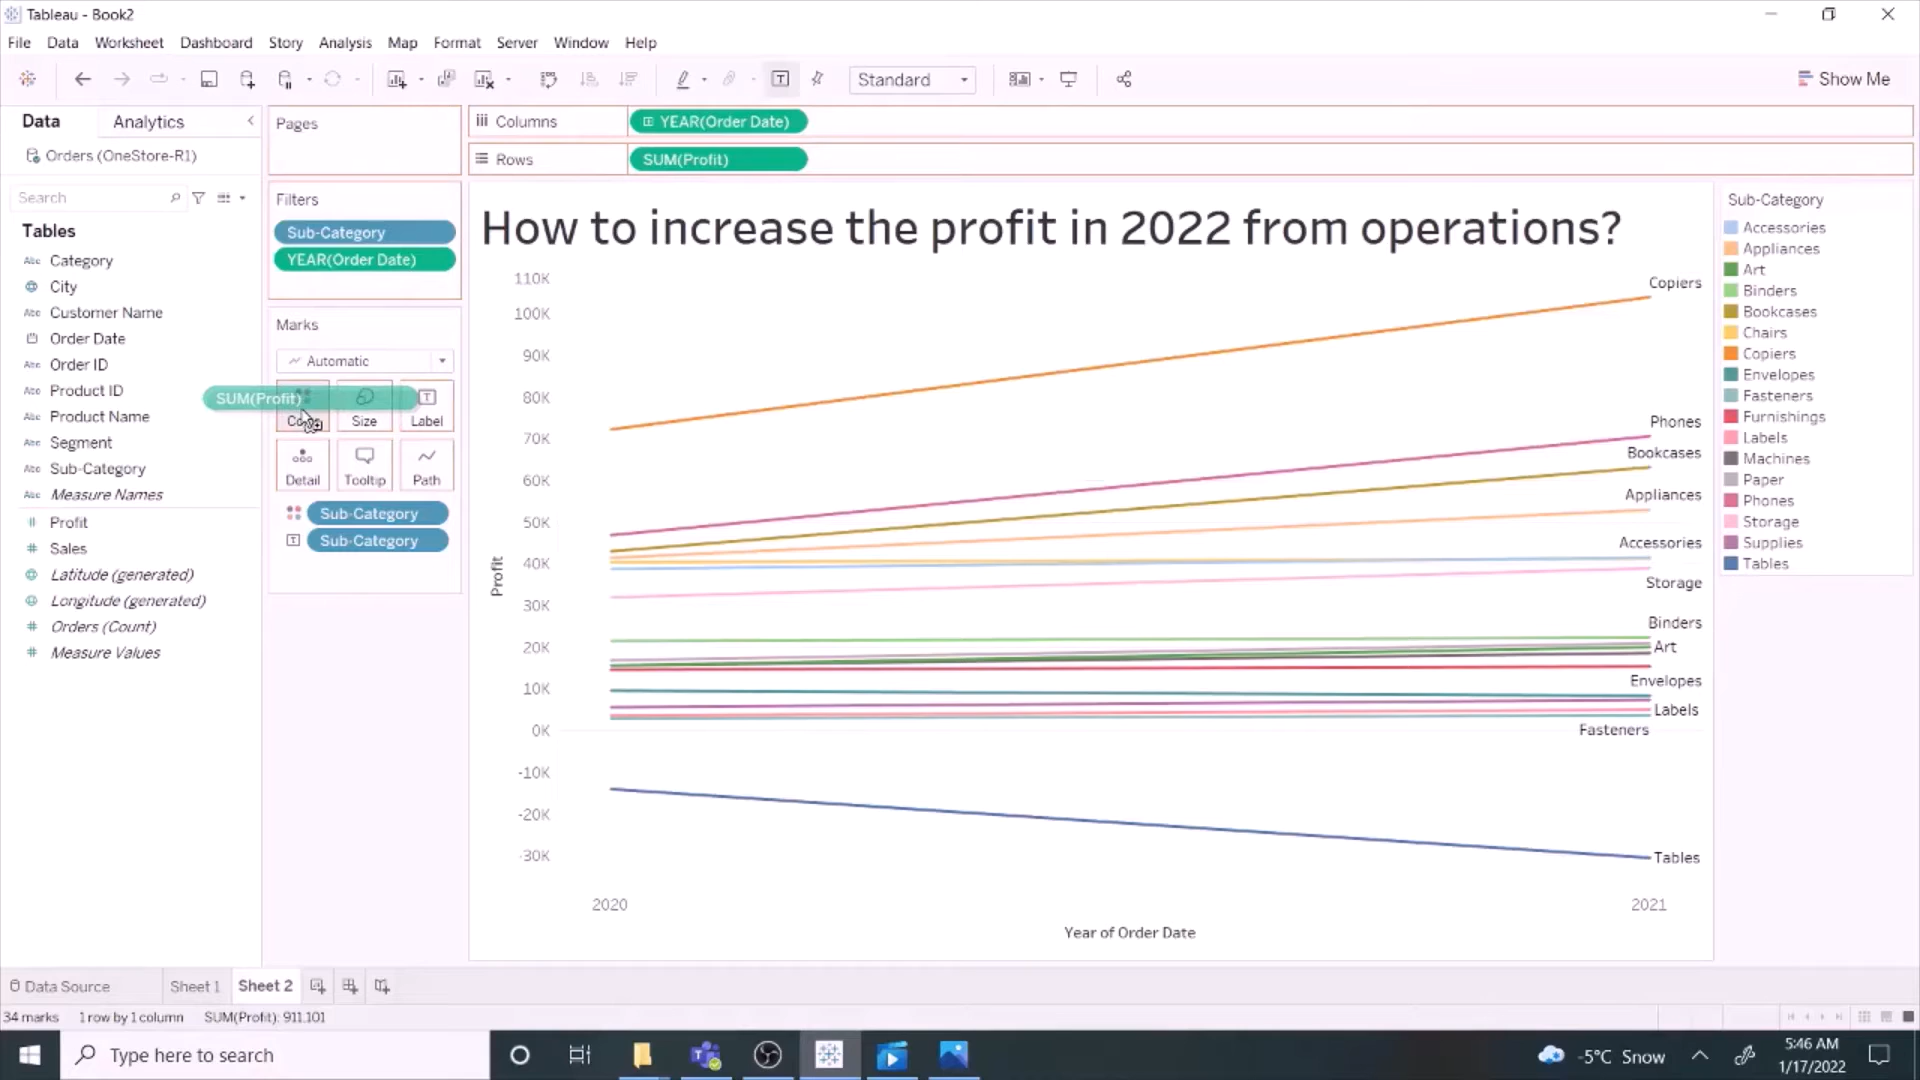 Tableau - Book2
File Data Worksheet Dashboard Story Analysis Map Format Server Window Help
Standard
Show Me
Data Analytics
Orders (OneStore-R1)
Search
Tables
Abc Category
City
Abc Customer Name
Order Date
Abc Order ID
Abc Product ID
Abc Product Name
Abc Segment
Abc Sub-Category
Abc Measure Names
# Profit
# Sales
Latitude (generated)
Longitude (generated)
# Orders (Count)
# Measure Values
Pages
Filters
Sub-Category
YEAR(Order Date)
Marks
Automatic
SUM(Profit)
Size
Label
Detail
Tooltip
Path
Sub-Category
Sub-Category
Columns
YEAR(Order Date)
Rows
SUM(Profit)
How to increase the profit in 2022 from operations?
110K
100K
90K
80K
70K
60K
50K
40K
30K
20K
10K
0K
-10K
-20K
-30K
Profit
Copiers
Phones
Bookcases
Appliances
Accessories
Storage
Binders
Art
Envelopes
Labels
Fasteners
Tables
2020
2021
Year of Order Date
Sub-Category
Accessories
Appliances
Art
Binders
Bookcases
Chairs
Copiers
Envelopes
Fasteners
Furnishings
Labels
Machines
Paper
Phones
Storage
Supplies
Tables
Data Source
Sheet 1
Sheet 2
34 marks
1 row by 1 column
SUM(Profit): 911.101
Type here to search
-5°C Snow
5:46 AM
1/17/2022